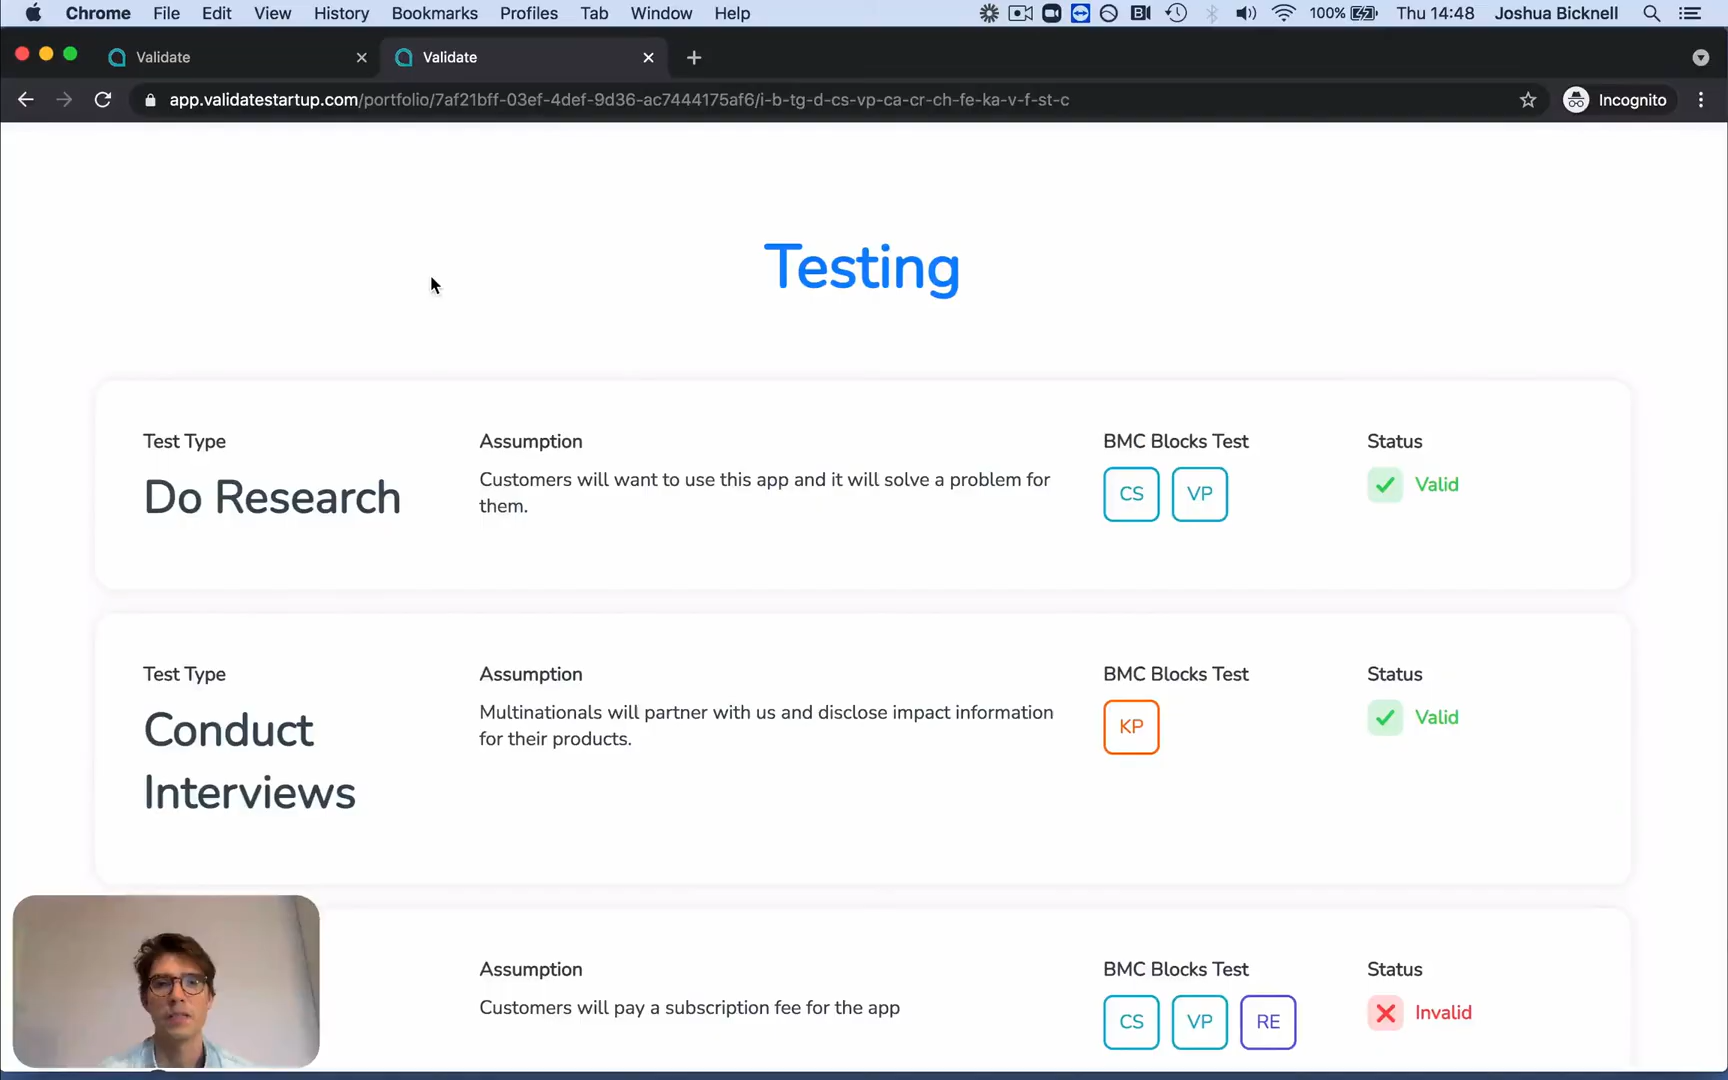 Chrome File Edit View History Bookmarks Profiles Tab Window Help 100% Thu 14:48 Joshua Bicknell
Validate Validate
app.validatestartup.com/portfolio/7af21bff-03ef-4def-9d36-ac7444175af6/i-b-tg-d-cs-vp-ca-cr-ch-fe-ka-v-f-st-c Incognito
Testing
Test Type Assumption BMC Blocks Test Status
Do Research Customers will want to use this app and it will solve a problem for CS VP Valid
them.
Test Type Assumption BMC Blocks Test Status
Conduct Multinationals will partner with us and disclose impact information KP Valid
for their products.
Interviews
Assumption BMC Blocks Test Status
Customers will pay a subscription fee for the app CS VP RE Invalid